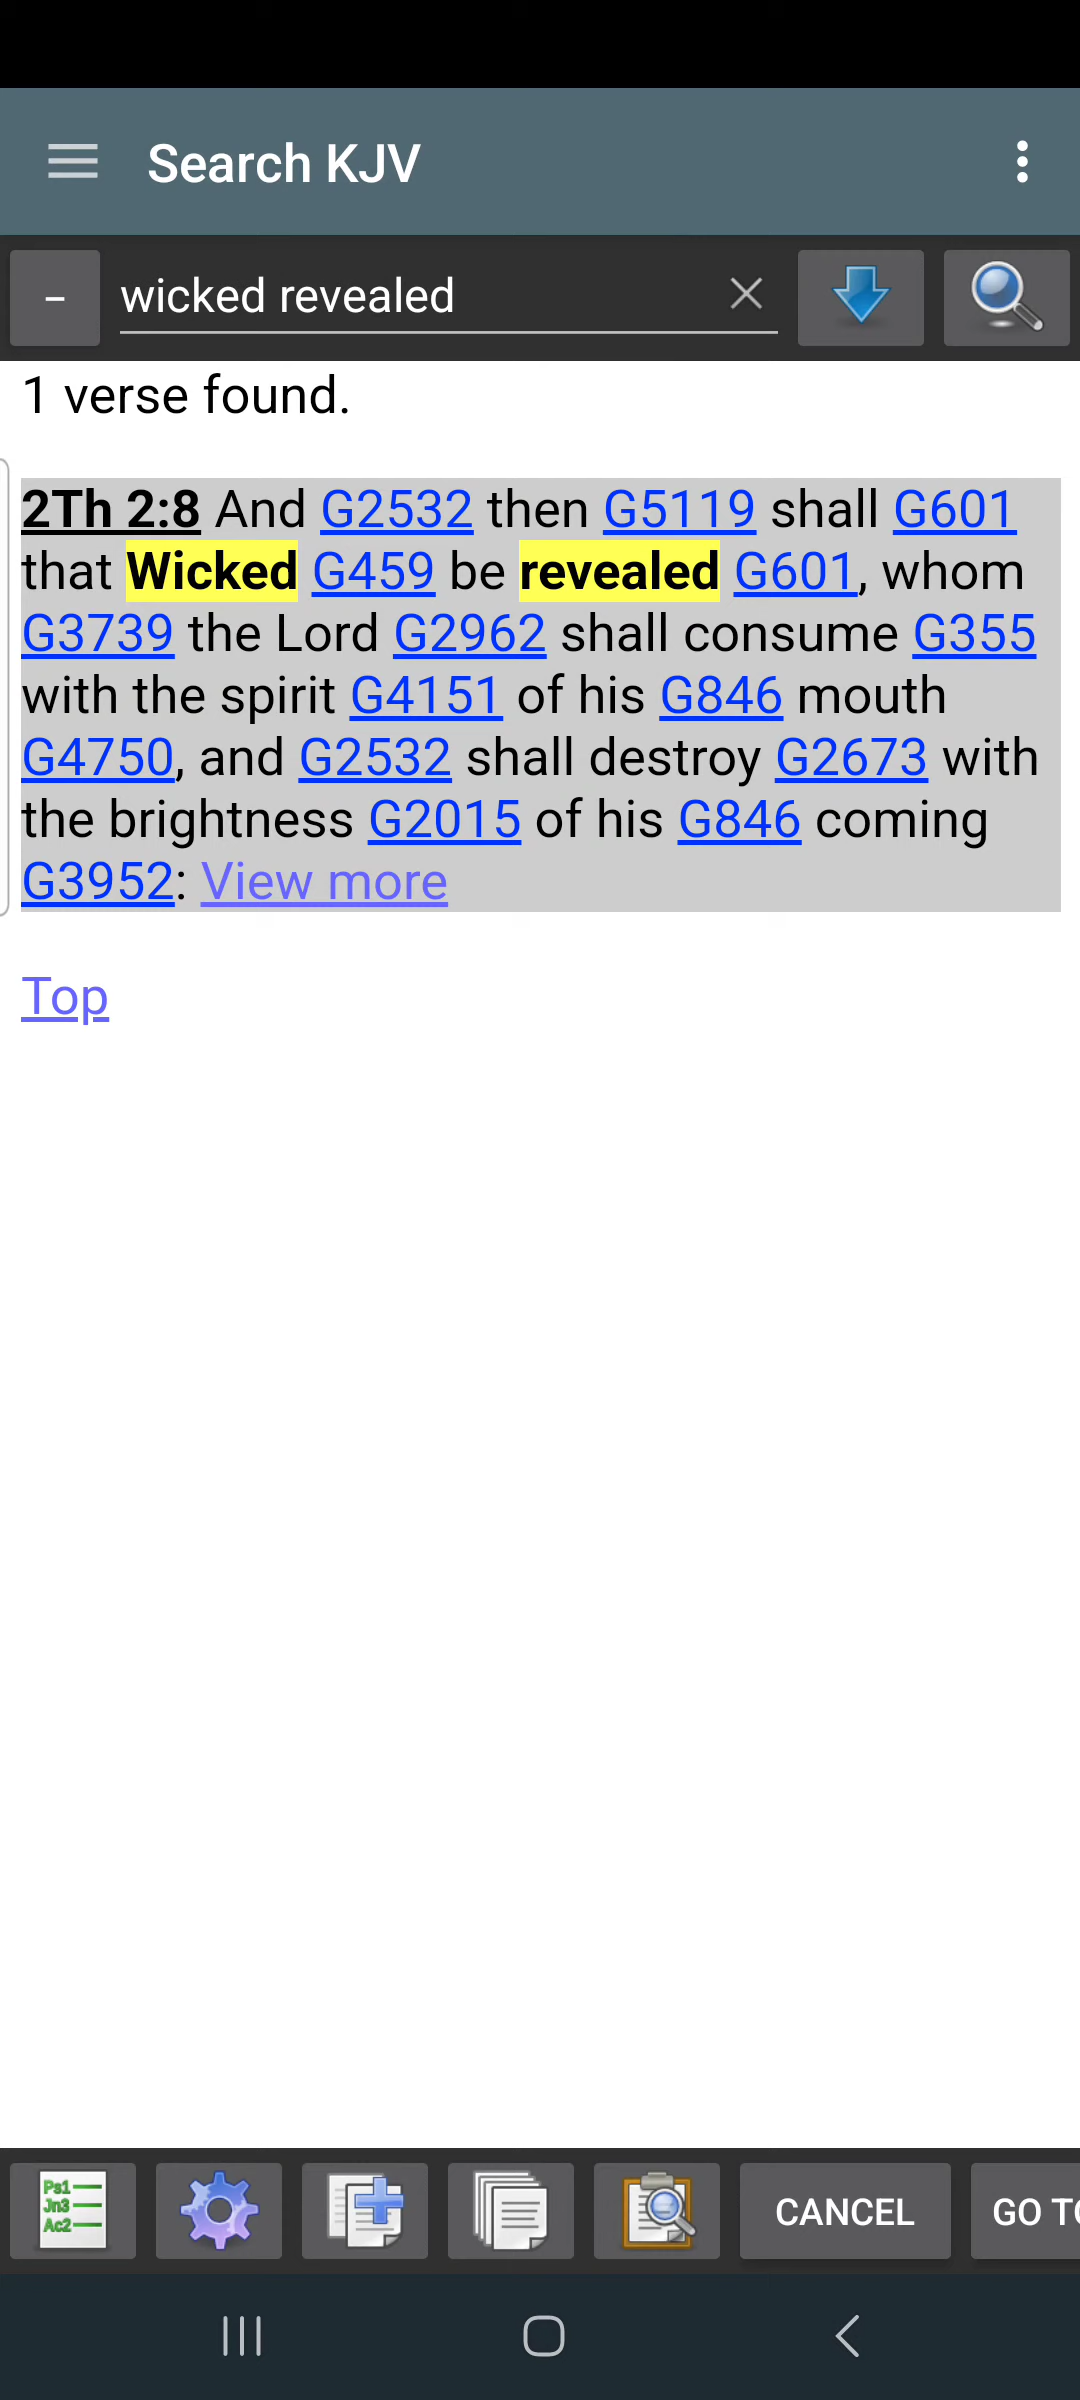 Search KJV
- wicked revealed
1 verse found.
2Th 2:8 And G2532 then G5119 shall G601
that Wicked G459 be revealed G601, whom
G3739 the Lord G2962 shall consume G355
with the spirit G4151 of his G846 mouth
G4750, and G2532 shall destroy G2673 with
the brightness G2015 of his G846 coming
G3952: View more
Top
Ps1
Jn3
Ac2
CANCEL
GO TO